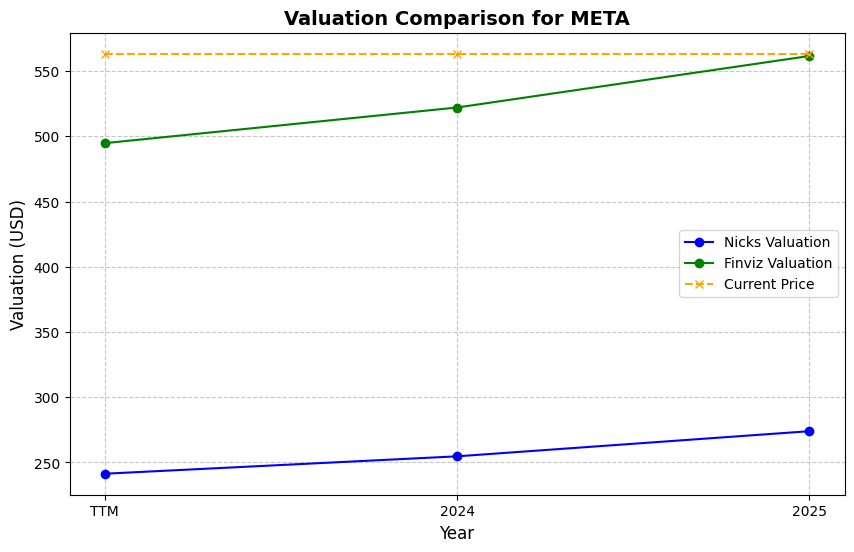 Valuation Comparison for META
Valuation (USD)
550
500
450
400
350
300
250
Nicks Valuation
Finviz Valuation
Current Price
TTM
2024
2025
Year